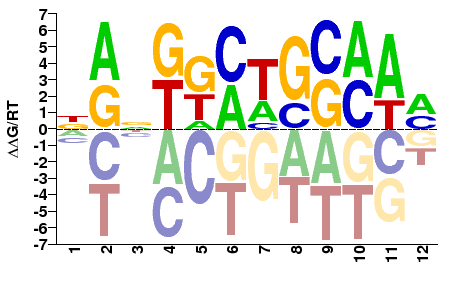 ΔΔG/RT
7
6
5
4
3
2
1
0
-1
-2
-3
-4
-5
-6
-7
T G A C
A G C T
G A T C
G T A C
G T A C
C A G T
T A C G
G C A T
C G A T
A C G T
A T C G
A C G T
1 2 3 4 5 6 7 8 9 10 11 12